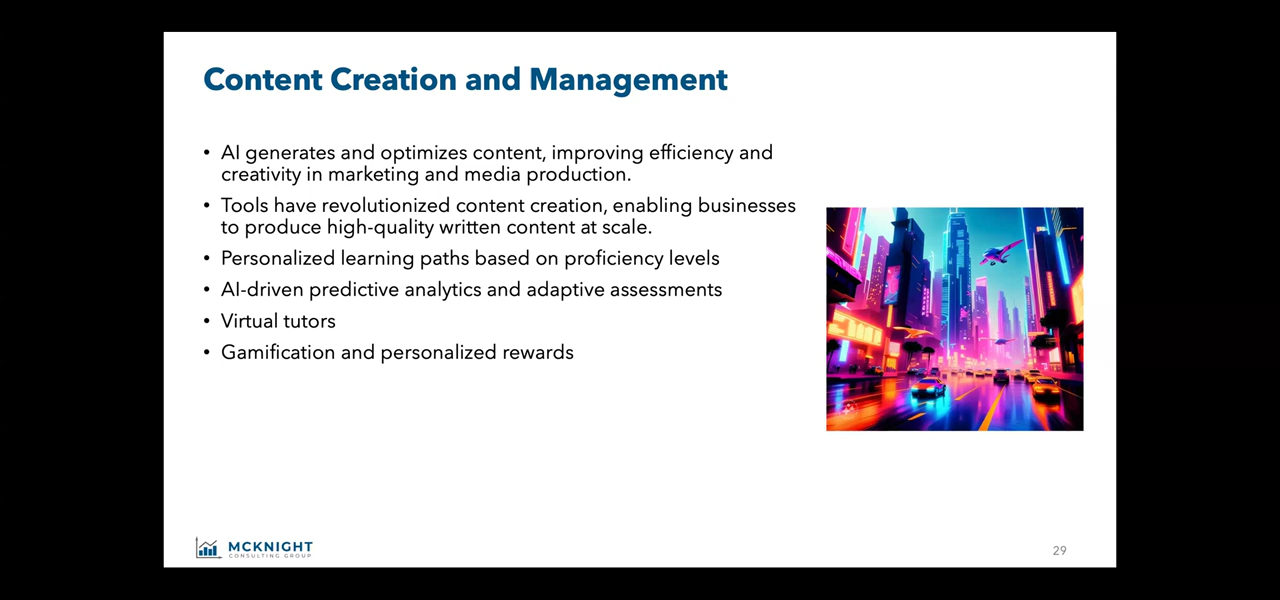 Content Creation and Management
• AI generates and optimizes content, improving efficiency and
creativity in marketing and media production.
• Tools have revolutionized content creation, enabling businesses
to produce high-quality written content at scale.
• Personalized learning paths based on proficiency levels
• AI-driven predictive analytics and adaptive assessments
• Virtual tutors
• Gamification and personalized rewards
MCKNIGHT
CONSULTING GROUP
29